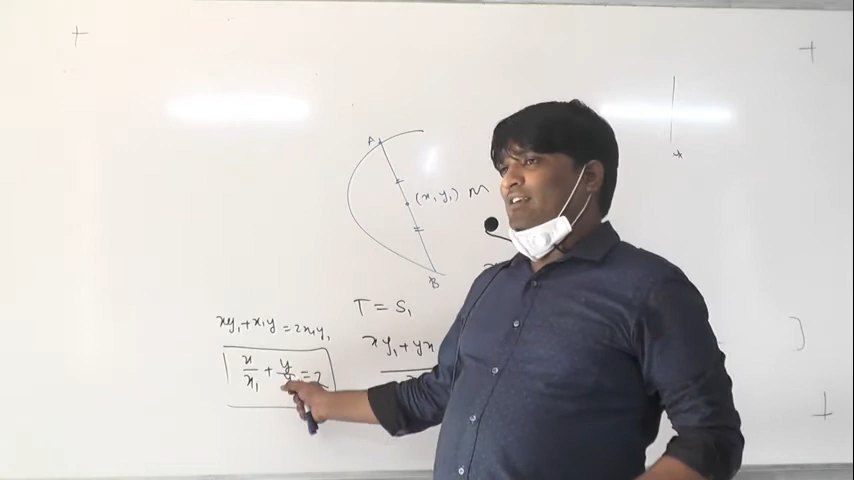 A
(x₁ y₁) M
B
T = S₁
xy₁ + x₁y = 2x₁y₁
xy₁ + yx
x/x₁ + y/y₁ = 2